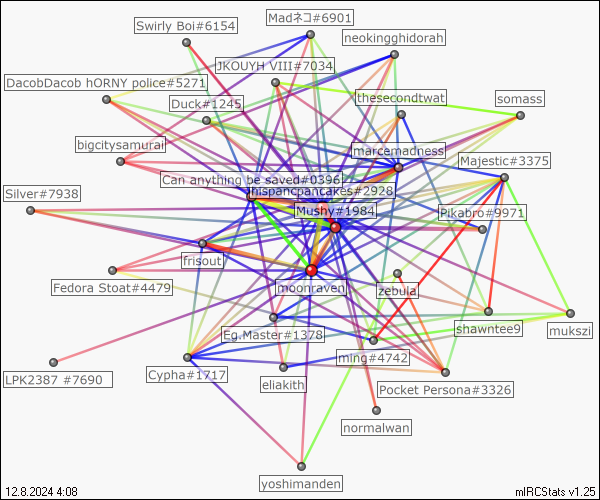 Madネコ#6901
Swirly Boi#6154
neokingghidorah
JKOUYH VIII#7034
DacobDacob hORNY police#5271
thesecondtwat
somass
Duck#1245
bigcitysamurai
marcemadness
Majestic#3375
Can anything be saved#0396
hispancpancakes#2928
Silver#7938
Mushy#1984
Pikabro#9971
frisout
Fedora Stoat#4479
moonraven
zebula
Eg.Master#1378
shawntee9
mukszi
ming#4742
LPK2387 #7690
Cypha#1717
eliakith
Pocket Persona#3326
normalwan
yoshimanden
12.8.2024 4:08
mIRCStats v1.25